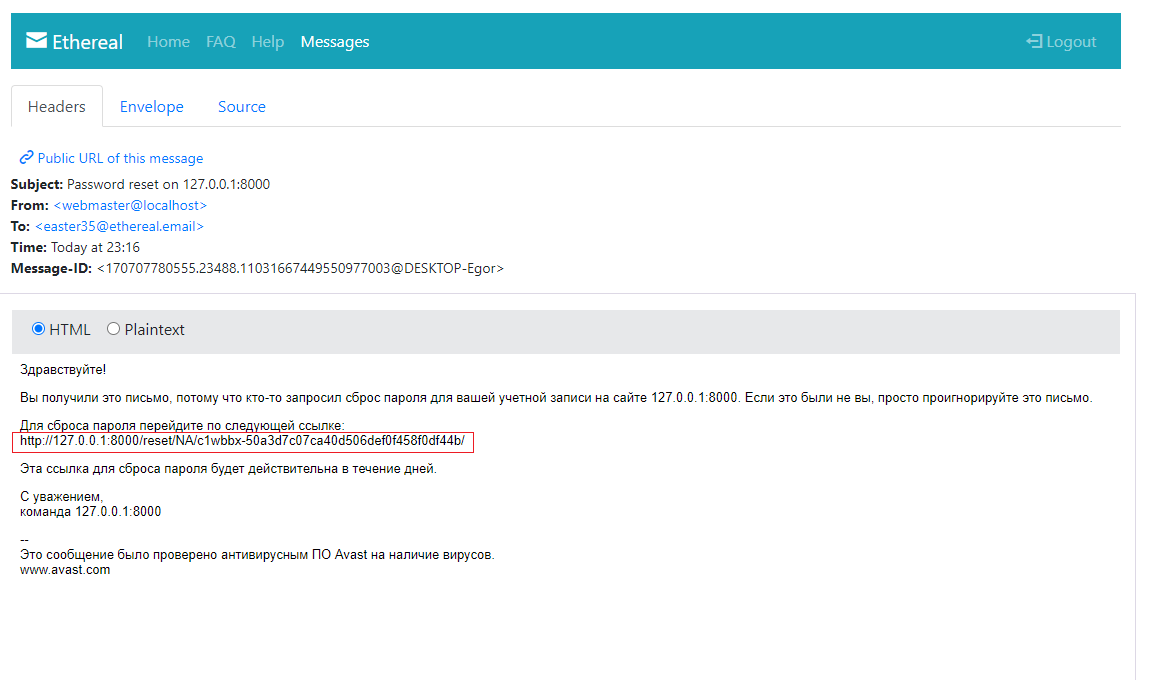 Ethereal Home FAQ Help Messages Logout
Headers Envelope Source
Public URL of this message
Subject: Password reset on 127.0.0.1:8000
From: <webmaster@localhost>
To: <easter35@ethereal.email>
Time: Today at 23:16
Message-ID: <170707780555.23488.11031667449550977003@DESKTOP-Egor>
HTML Plaintext
Здравствуйте!
Вы получили это письмо, потому что кто-то запросил сброс пароля для вашей учетной записи на сайте 127.0.0.1:8000. Если это были не вы, просто проигнорируйте это письмо.
Для сброса пароля перейдите по следующей ссылке:
http://127.0.0.1:8000/reset/NA/c1wbbx-50a3d7c07ca40d506def0f458f0df44b/
Эта ссылка для сброса пароля будет действительна в течение дней.
С уважением,
команда 127.0.0.1:8000
--
Это сообщение было проверено антивирусным ПО Avast на наличие вирусов.
www.avast.com